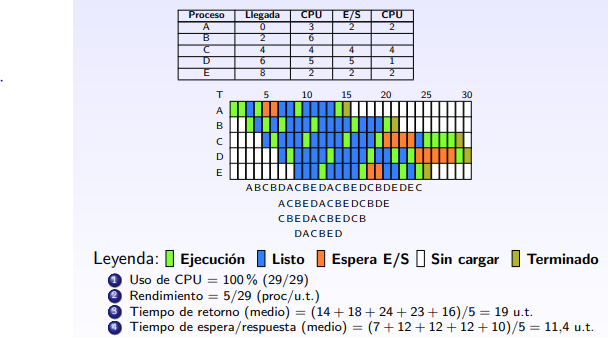 Proceso Llegada CPU E/S CPU
A 0 3 2 2
B 2 6
C 4 4 4 4
D 6 5 5 1
E 8 2 2 2
T 5 10 15 20 25 30
A
B
C
D
E
ABCBDACBEDACBEDCBDEDEC
ACBEDACBEDCBDE
CBEDACBEDCB
DACBED
Leyenda: Ejecución Listo Espera E/S Sin cargar Terminado
1 Uso de CPU = 100 % (29/29)
2 Rendimiento = 5/29 (proc/u.t.)
3 Tiempo de retorno (medio) = (14 + 18 + 24 + 23 + 16)/5 = 19 u.t.
4 Tiempo de espera/respuesta (medio) = (7 + 12 + 12 + 12 + 10)/5 = 11,4 u.t.